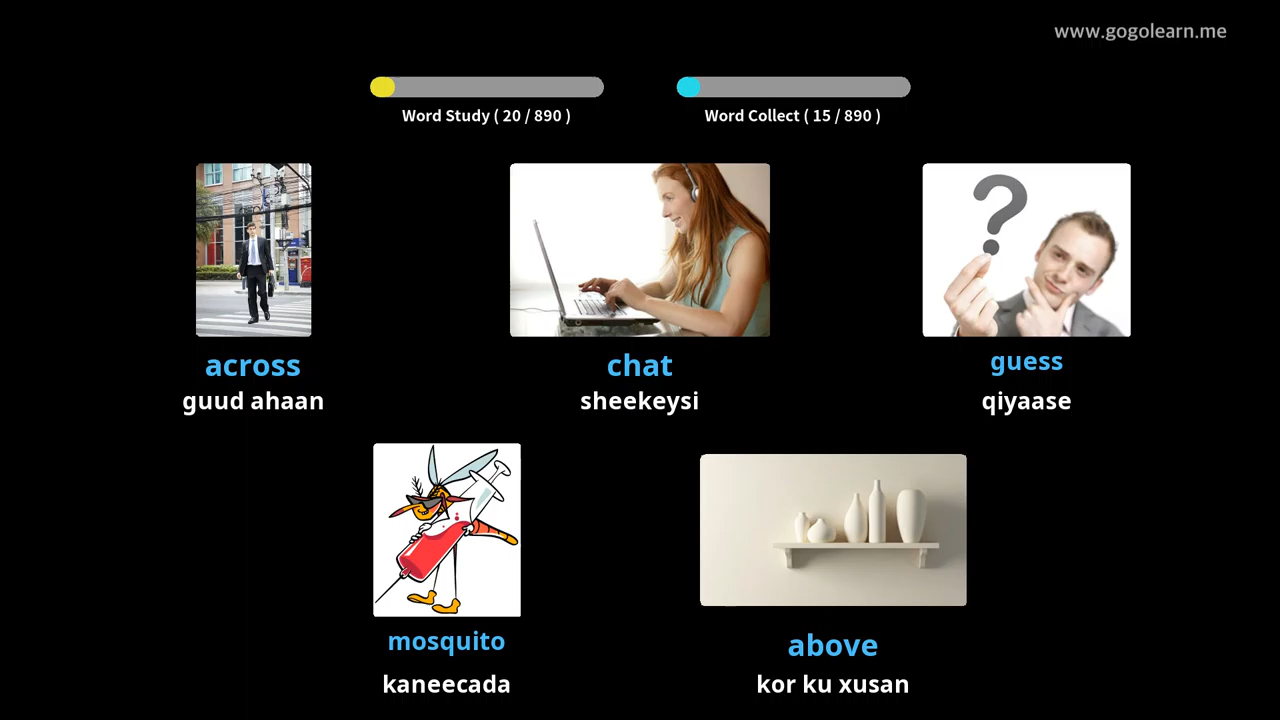 www.gogolearn.me
Word Study ( 20 / 890 )
Word Collect ( 15 / 890 )
across
guud ahaan
chat
sheekeysi
guess
qiyaase
mosquito
kaneecada
above
kor ku xusan